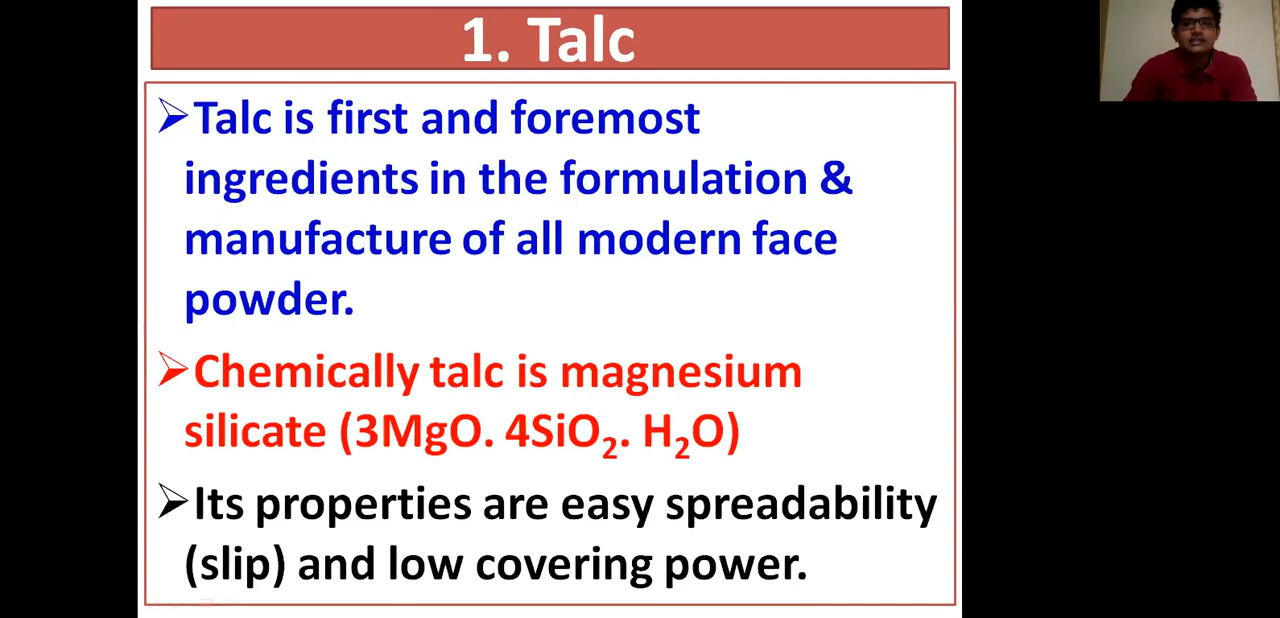 1. Talc
➢Talc is first and foremost
ingredients in the formulation &
manufacture of all modern face
powder.
➢Chemically talc is magnesium
silicate (3MgO. 4SiO₂. H₂O)
➢Its properties are easy spreadability
(slip) and low covering power.